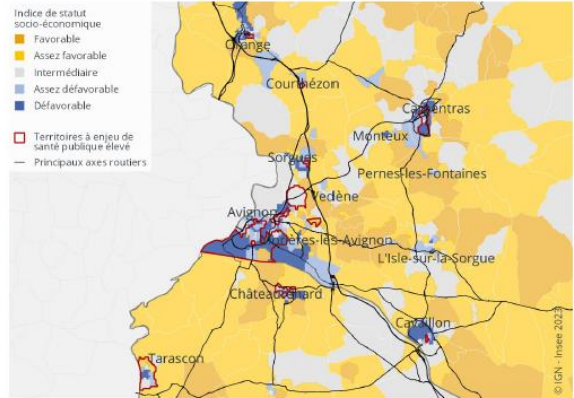 Indice de statut
socio-économique
Favorable
Assez favorable
Intermédiaire
Assez défavorable
Défavorable
Territoires à enjeu de
santé publique élevé
Principaux axes routiers
Orange
Courthézon
Carpentras
Monteux
Sorgues
Pernes-les-Fontaines
Vedène
Avignon
Morières-lès-Avignon
L'Isle-sur-la-Sorgue
Châteaurenard
Cavaillon
Tarascon
© IGN - Insee 2023